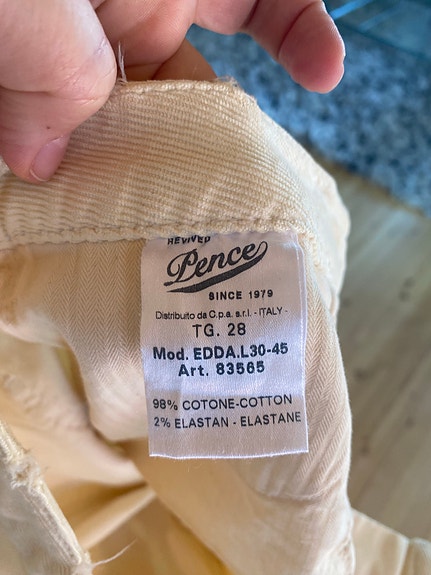 REVIVED
Pence
SINCE 1979
Distribuito da C.p.a. s.r.l. - ITALY -
TG. 28
Mod. EDDA.L30-45
Art. 83565
98% COTONE-COTTON
2% ELASTAN - ELASTANE